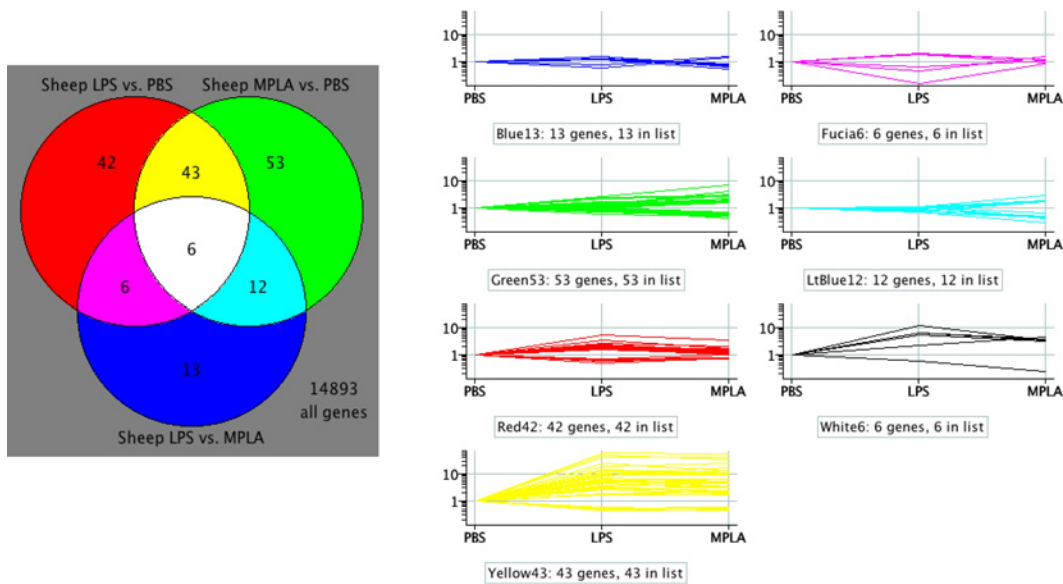 Sheep LPS vs. PBS
Sheep MPLA vs. PBS
42
43
53
6
6
12
13
14893
all genes
Sheep LPS vs. MPLA
10
1
PBS
LPS
MPLA
Blue13: 13 genes, 13 in list
10
1
PBS
LPS
MPLA
Fucia6: 6 genes, 6 in list
10
1
PBS
LPS
MPLA
Green53: 53 genes, 53 in list
10
1
PBS
LPS
MPLA
LtBlue12: 12 genes, 12 in list
10
1
PBS
LPS
MPLA
Red42: 42 genes, 42 in list
10
1
PBS
LPS
MPLA
White6: 6 genes, 6 in list
10
1
PBS
LPS
MPLA
Yellow43: 43 genes, 43 in list